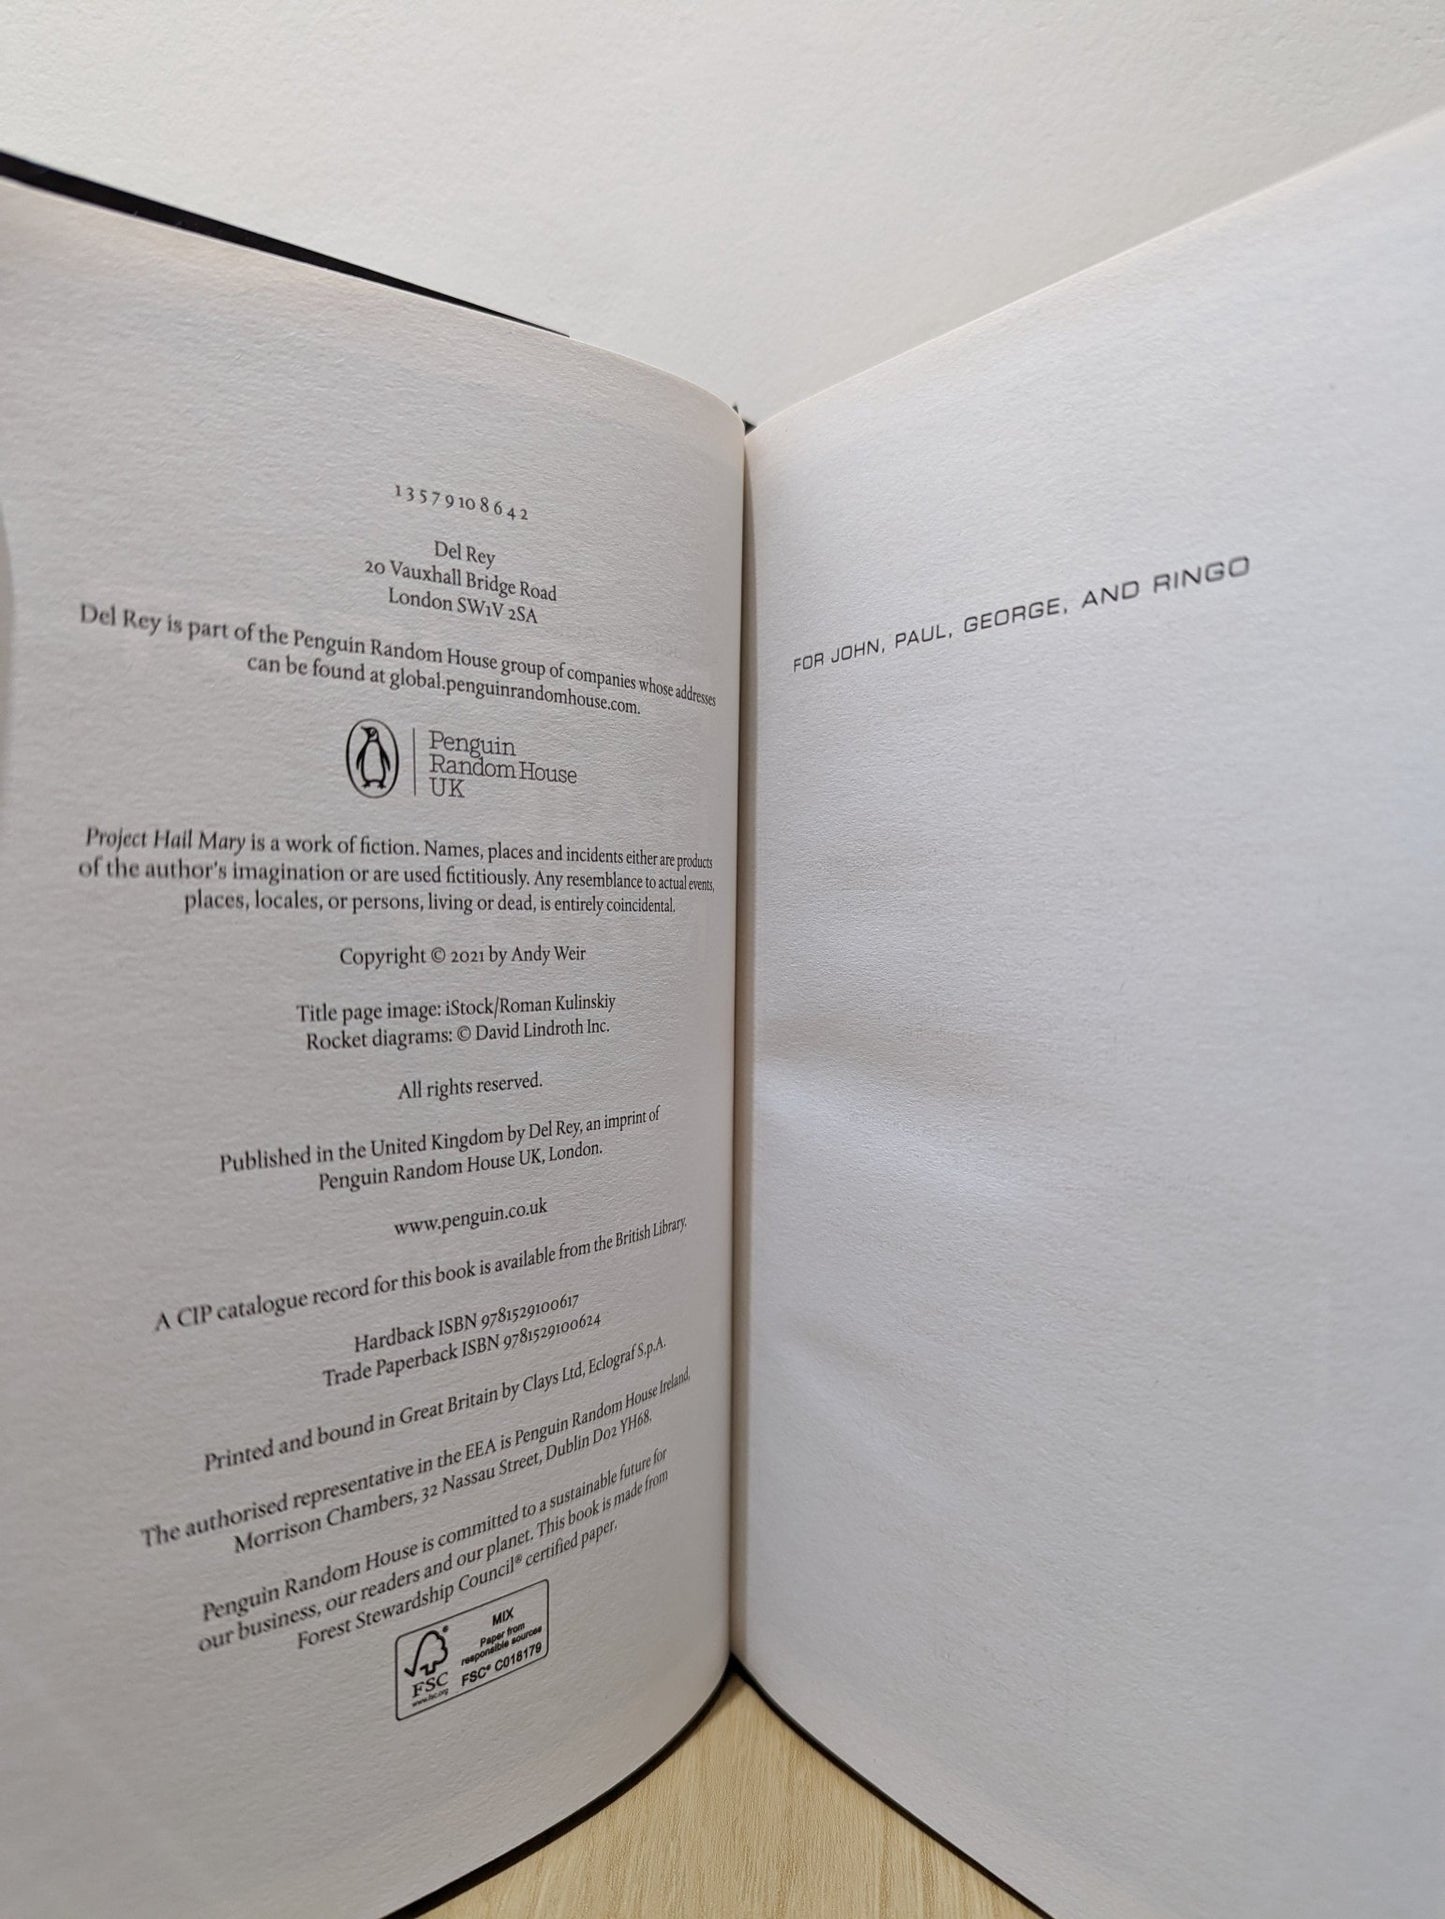 1 3 5 7 9 10 8 6 4 2
Del Rey
20 Vauxhall Bridge Road
London SW1V 2SA
Del Rey is part of the Penguin Random House group of companies whose addresses
can be found at global.penguinrandomhouse.com.
Penguin
Random House
UK
Project Hail Mary is a work of fiction. Names, places and incidents either are products
of the author's imagination or are used fictitiously. Any resemblance to actual events,
places, locales, or persons, living or dead, is entirely coincidental.
Copyright © 2021 by Andy Weir
Title page image: iStock/Roman Kulinskiy
Rocket diagrams: © David Lindroth Inc.
All rights reserved.
Published in the United Kingdom by Del Rey, an imprint of
Penguin Random House UK, London.
www.penguin.co.uk
A CIP catalogue record for this book is available from the British Library.
Hardback ISBN 9781529100617
Trade Paperback ISBN 9781529100624
Printed and bound in Great Britain by Clays Ltd, Eclograf S.p.A.
The authorised representative in the EEA is Penguin Random House Ireland,
Morrison Chambers, 32 Nassau Street, Dublin D02 YH68.
Penguin Random House is committed to a sustainable future for
our business, our readers and our planet. This book is made from
Forest Stewardship Council® certified paper.
FSC
www.fsc.org
MIX
Paper from
responsible sources
FSC® C018179
FOR JOHN, PAUL, GEORGE, AND RINGO